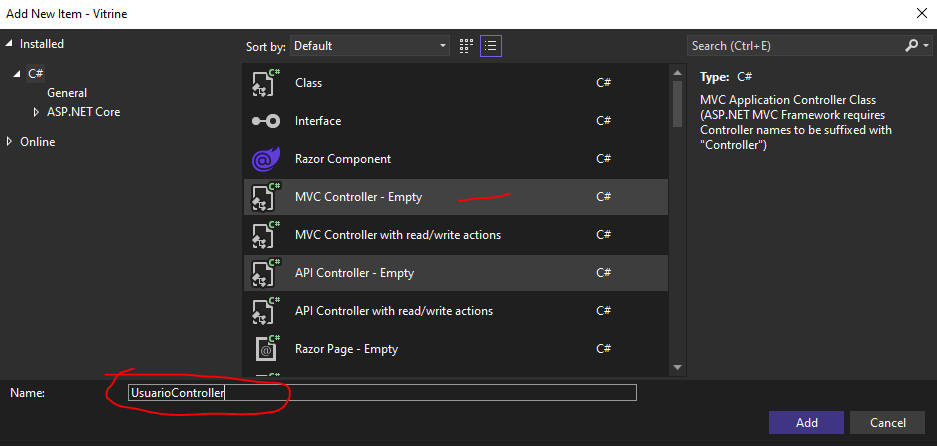 Add New Item - Vitrine
Installed
C#
General
ASP.NET Core
Online
Sort by: Default
Class C#
Interface C#
Razor Component C#
MVC Controller - Empty C#
MVC Controller with read/write actions C#
API Controller - Empty C#
API Controller with read/write actions C#
Razor Page - Empty C#
Search (Ctrl+E)
Type: C#
MVC Application Controller Class
(ASP.NET MVC Framework requires
Controller names to be suffixed with
"Controller")
Name: UsuarioController
Add Cancel